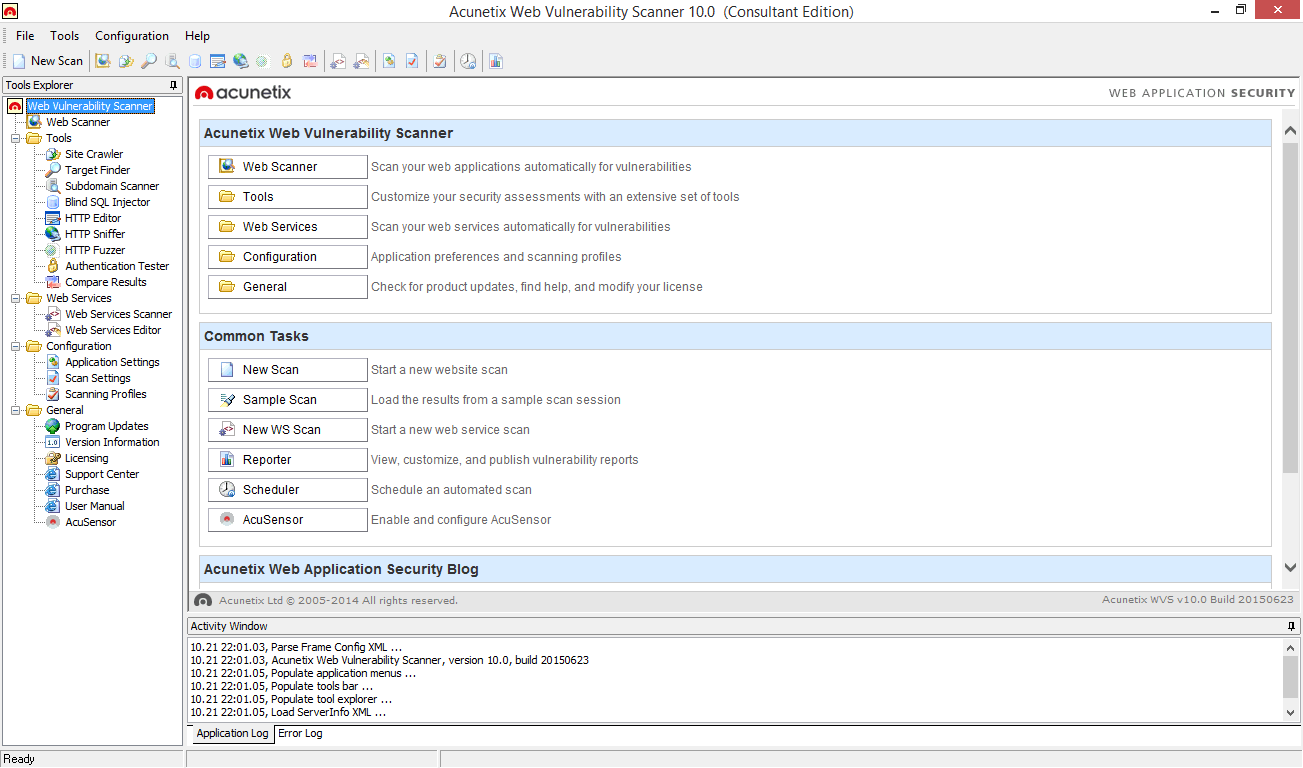 Acunetix Web Vulnerability Scanner 10.0 (Consultant Edition)
File Tools Configuration Help
New Scan
Tools Explorer
Web Vulnerability Scanner
Web Scanner
Tools
Site Crawler
Target Finder
Subdomain Scanner
Blind SQL Injector
HTTP Editor
HTTP Sniffer
HTTP Fuzzer
Authentication Tester
Compare Results
Web Services
Web Services Scanner
Web Services Editor
Configuration
Application Settings
Scan Settings
Scanning Profiles
General
Program Updates
1.0 Version Information
Licensing
Support Center
Purchase
User Manual
AcuSensor
acunetix
WEB APPLICATION SECURITY
Acunetix Web Vulnerability Scanner
Web Scanner Scan your web applications automatically for vulnerabilities
Tools Customize your security assessments with an extensive set of tools
Web Services Scan your web services automatically for vulnerabilities
Configuration Application preferences and scanning profiles
General Check for product updates, find help, and modify your license
Common Tasks
New Scan Start a new website scan
Sample Scan Load the results from a sample scan session
New WS Scan Start a new web service scan
Reporter View, customize, and publish vulnerability reports
Scheduler Schedule an automated scan
AcuSensor Enable and configure AcuSensor
Acunetix Web Application Security Blog
Acunetix Ltd © 2005-2014 All rights reserved.
Acunetix WVS v10.0 Build 20150623
Activity Window
10.21 22:01.03, Parse Frame Config XML ...
10.21 22:01.03, Acunetix Web Vulnerability Scanner, version 10.0, build 20150623
10.21 22:01.05, Populate application menus ...
10.21 22:01.05, Populate tools bar ...
10.21 22:01.05, Populate tool explorer ...
10.21 22:01.05, Load ServerInfo XML ...
Application Log Error Log
Ready